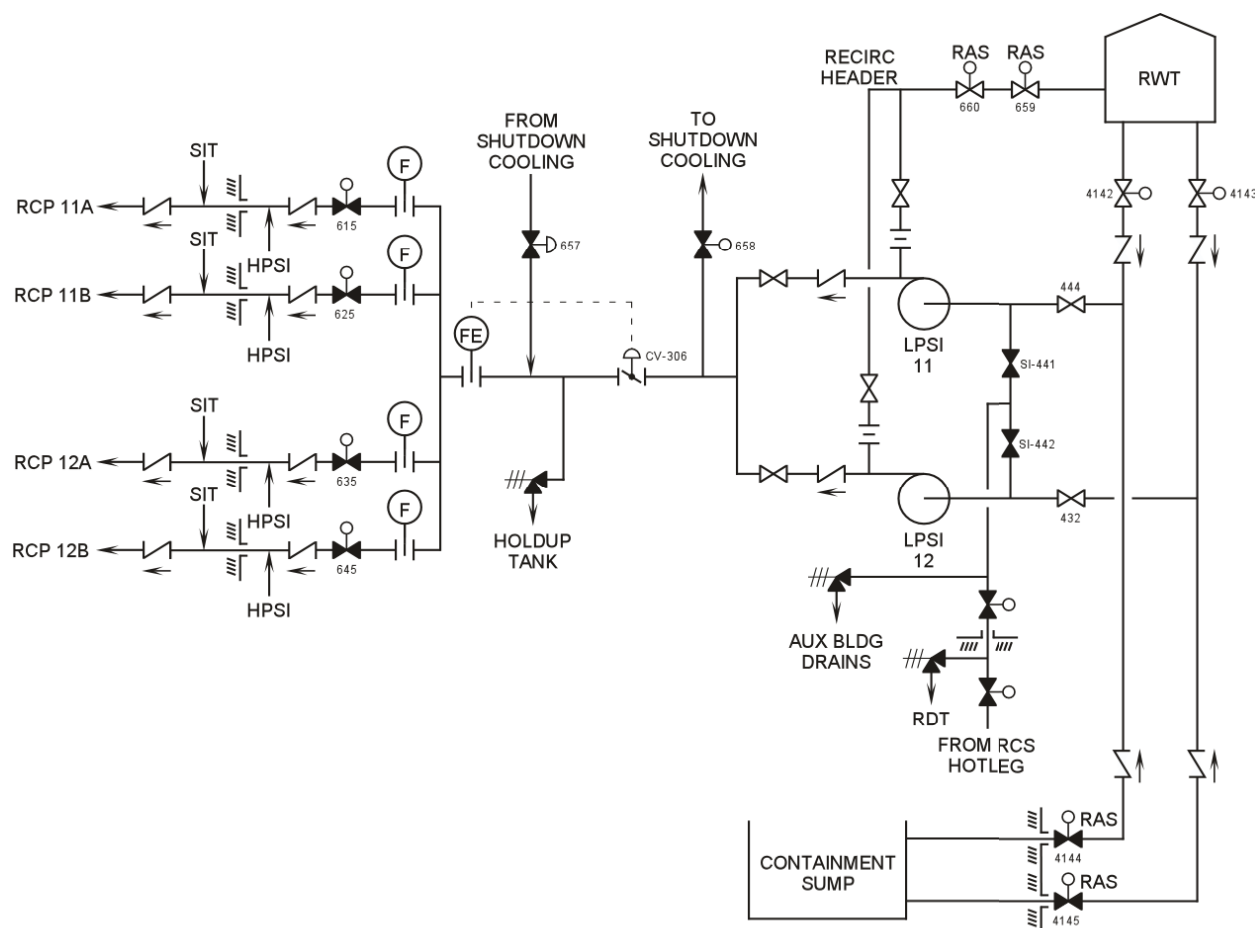 RAS
RAS
RECIRC
HEADER
RWT
660
659
FROM
SHUTDOWN
COOLING
TO
SHUTDOWN
COOLING
SIT
F
RCP 11A
615
4142
4143
HPSI
657
658
SIT
F
RCP 11B
625
444
HPSI
FE
CV-306
LPSI
11
SI-441
SIT
F
RCP 12A
635
SI-442
HPSI
SIT
F
RCP 12B
645
HPSI
HOLDUP
TANK
LPSI
12
432
AUX BLDG
DRAINS
RDT
FROM RCS
HOTLEG
CONTAINMENT
SUMP
RAS
4144
RAS
4145